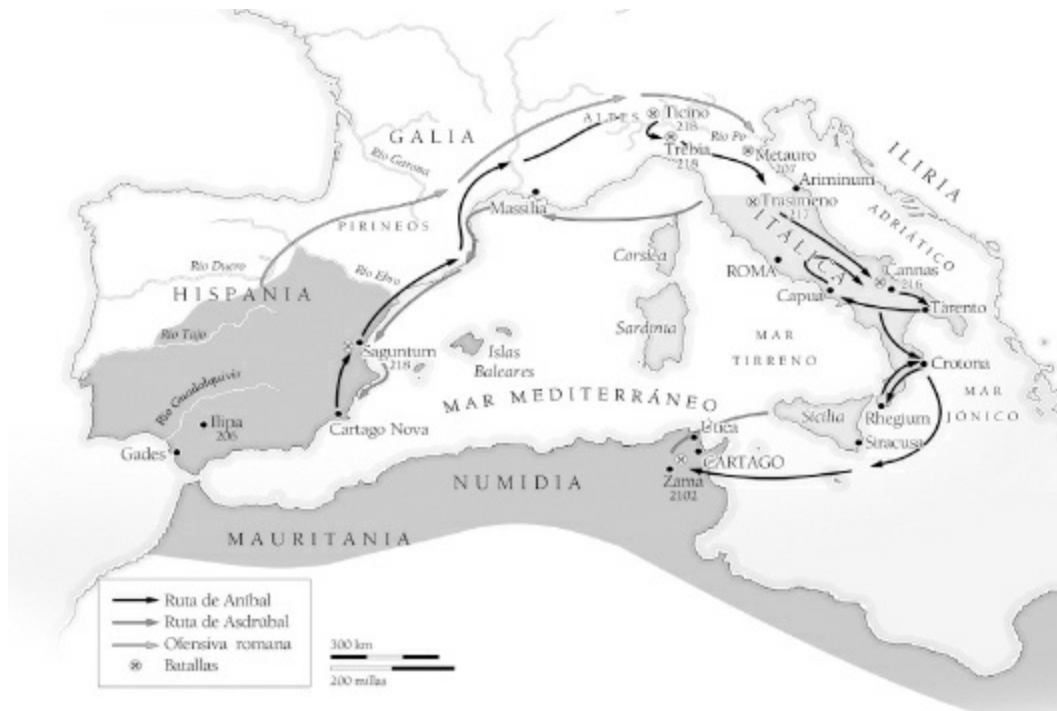 GALIA
Río Garona
ALPES
Ticino
218
Trebia
218
Río Po
Metauro
207
ILIRIA
Massilia
Ariminum
Trasimeno
217
ADRIÁTICO
PIRINEOS
ITÁLICA
Río Duero
Río Ebro
HISPANIA
Corsica
ROMA
Cannas
216
Capua
Tarento
Río Tajo
Saguntum
218
Islas
Baleares
Sardinia
MAR
TIRRENO
Crotona
Río Guadalquivir
MAR MEDITERRÁNEO
Sicilia
Rhegium
MAR
JÓNICO
Ilipa
206
Cartago Nova
Utica
Siracusa
Gades
CARTAGO
NUMIDIA
Zama
2102
MAURITANIA
Ruta de Aníbal
Ruta de Asdrúbal
Ofensiva romana
Batallas
300 km
200 millas